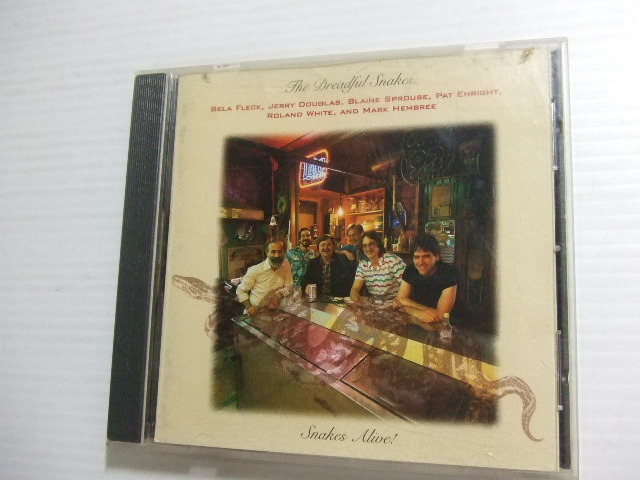 The Dreadful Snakes
BELA FLECK, JERRY DOUGLAS, BLAINE SPROUSE, PAT ENRIGHT,
ROLAND WHITE, AND MARK HEMBREE
Snakes Alive!